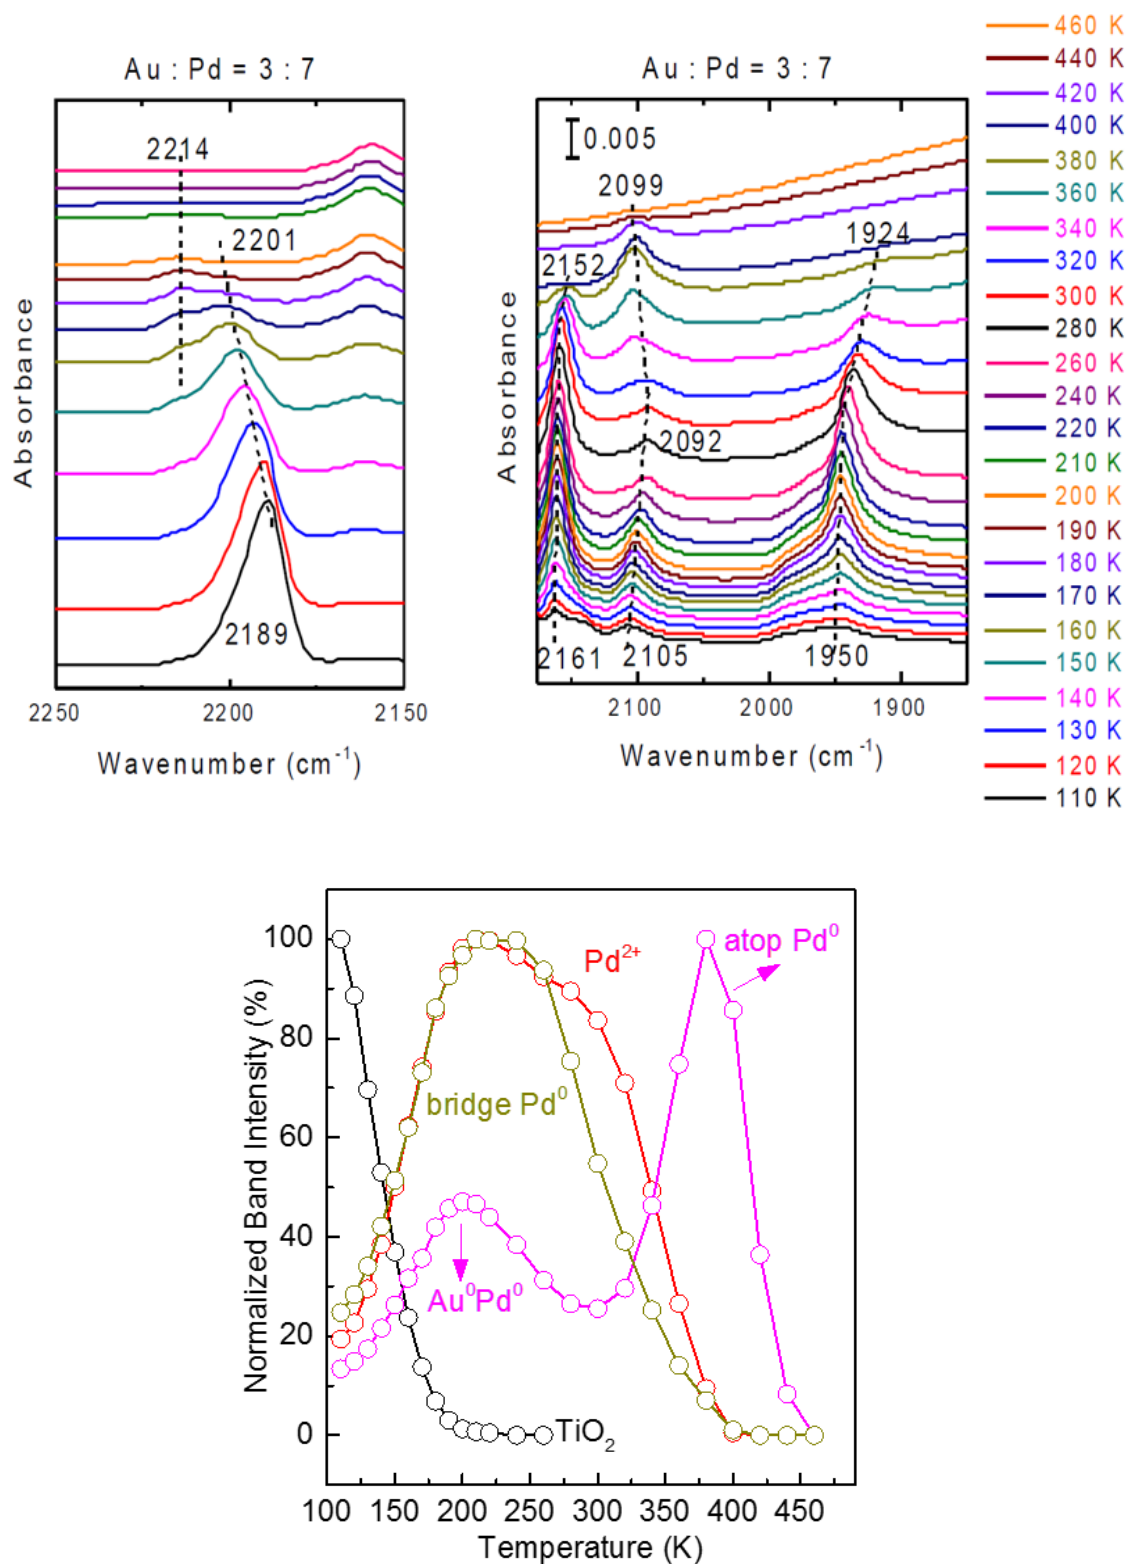 Au : Pd = 3 : 7
2214
2201
2189
Absorbance
2250
2200
2150
Wavenumber (cm⁻¹)
Au : Pd = 3 : 7
0.005
2099
1924
2152
2092
2161
2105
1950
Absorbance
2100
2000
1900
Wavenumber (cm⁻¹)
460 K
440 K
420 K
400 K
380 K
360 K
340 K
320 K
300 K
280 K
260 K
240 K
220 K
210 K
200 K
190 K
180 K
170 K
160 K
150 K
140 K
130 K
120 K
110 K
Normalized Band Intensity (%)
100
80
60
40
20
0
atop Pd⁰
Pd²⁺
bridge Pd⁰
Au⁰Pd⁰
TiO₂
100 150 200 250 300 350 400 450
Temperature (K)